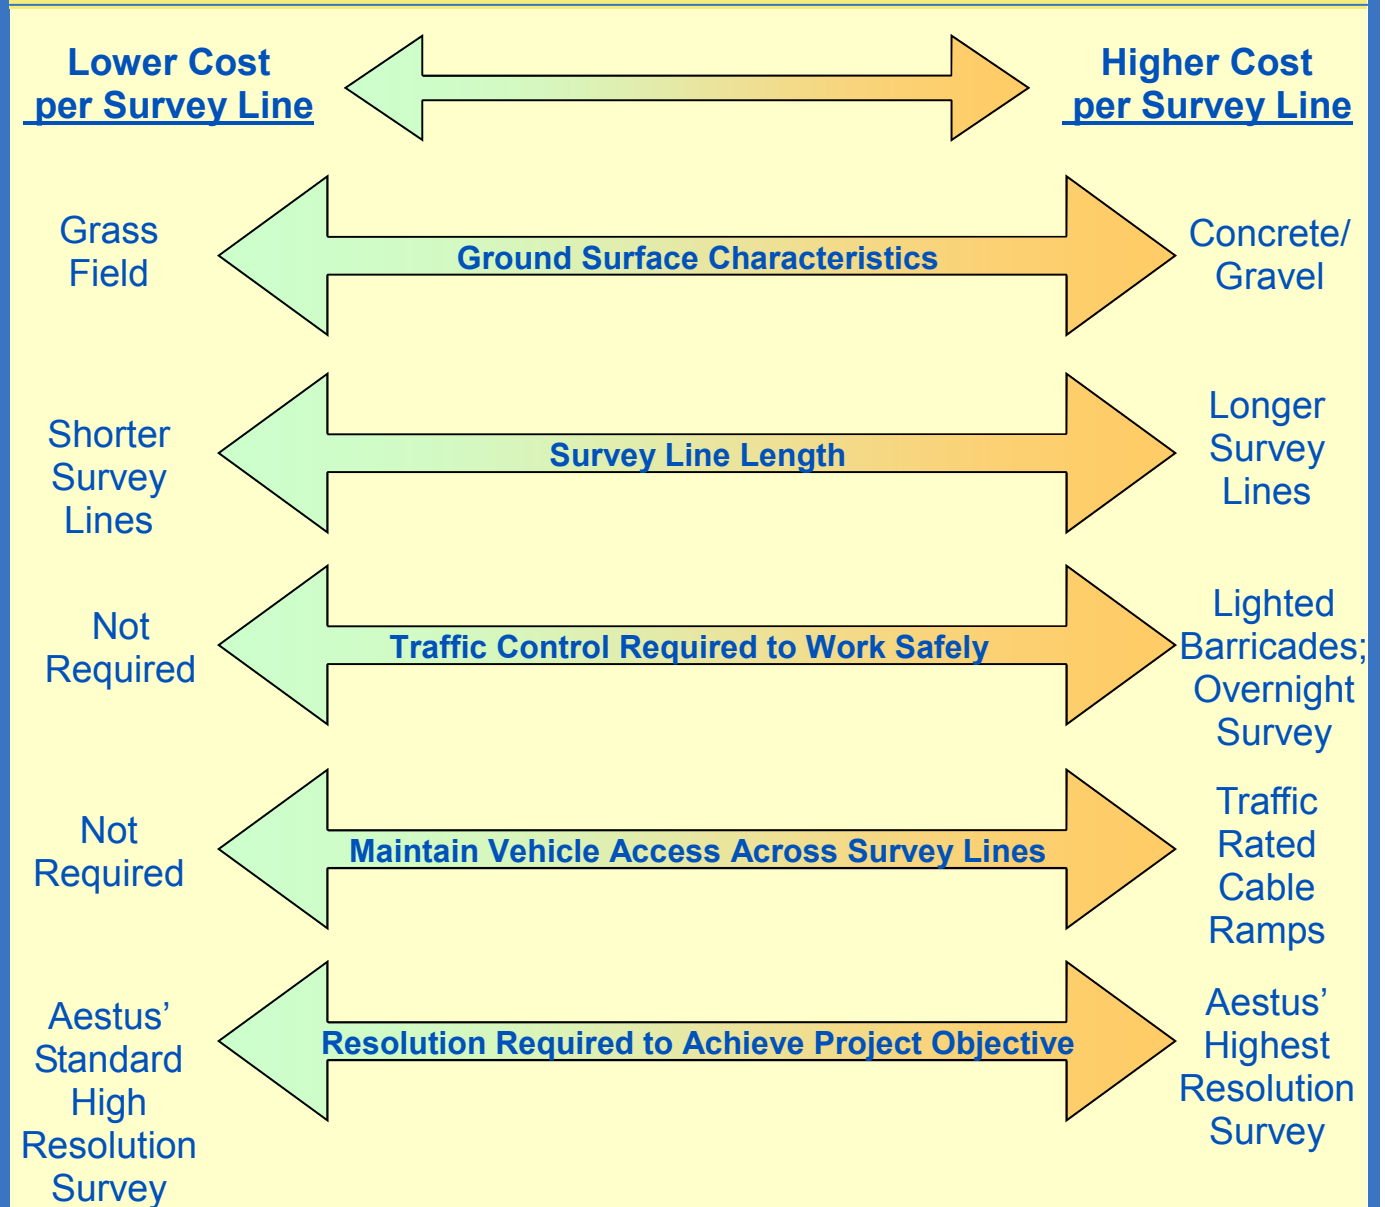 Lower Cost
per Survey Line
Higher Cost
per Survey Line
Grass
Field
Ground Surface Characteristics
Concrete/
Gravel
Shorter
Survey
Lines
Survey Line Length
Longer
Survey
Lines
Not
Required
Traffic Control Required to Work Safely
Lighted
Barricades;
Overnight
Survey
Not
Required
Maintain Vehicle Access Across Survey Lines
Traffic
Rated
Cable
Ramps
Aestus’
Standard
High
Resolution
Survey
Resolution Required to Achieve Project Objective
Aestus’
Highest
Resolution
Survey